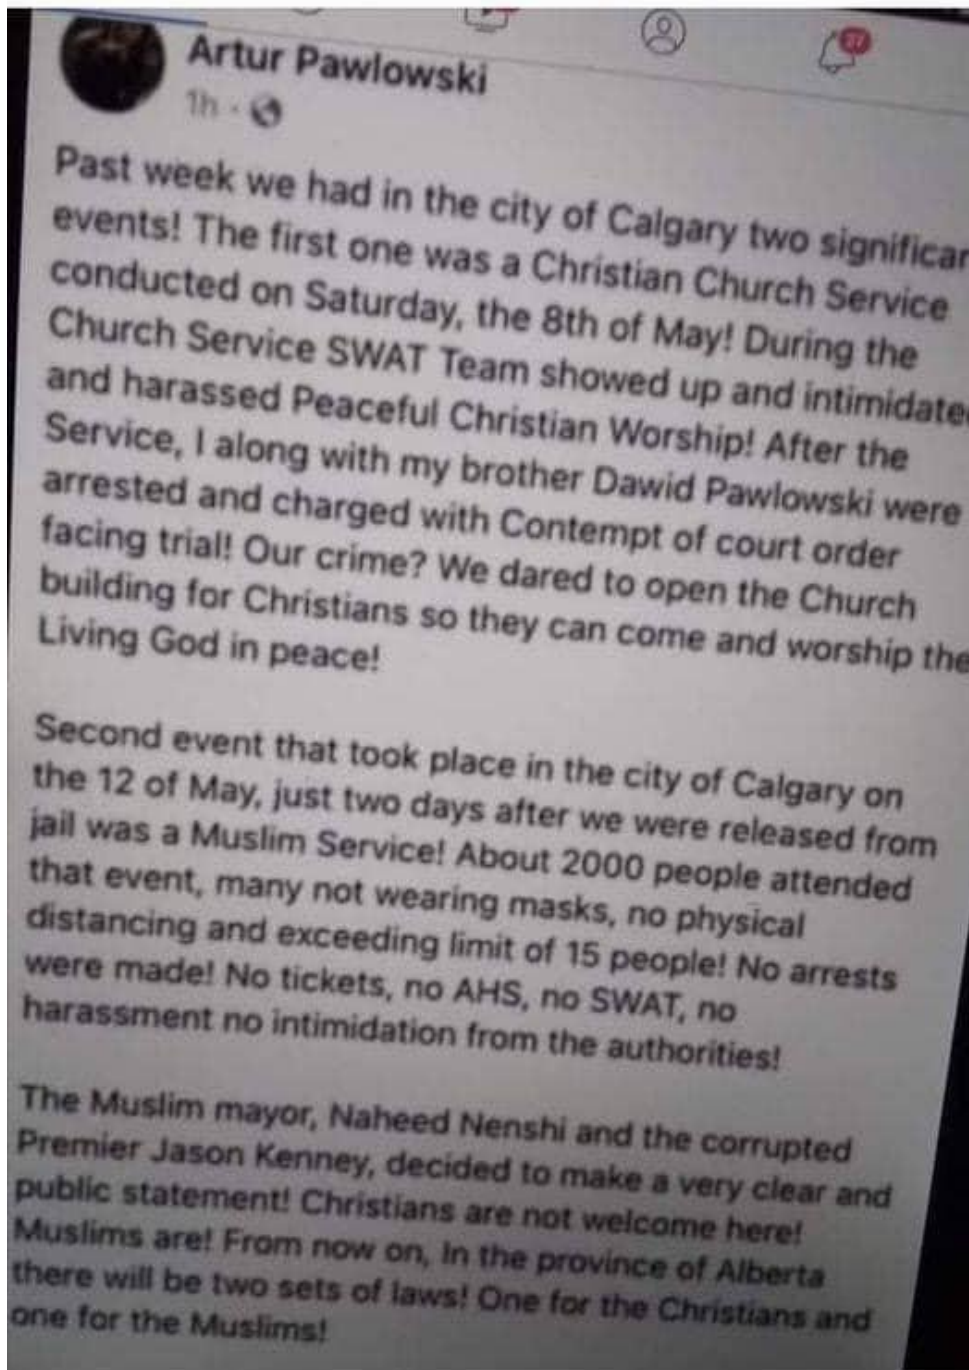 37
Artur Pawlowski
1h ·
Past week we had in the city of Calgary two significan
events! The first one was a Christian Church Service
conducted on Saturday, the 8th of May! During the
Church Service SWAT Team showed up and intimidated
and harassed Peaceful Christian Worship! After the
Service, I along with my brother Dawid Pawlowski were
arrested and charged with Contempt of court order
facing trial! Our crime? We dared to open the Church
building for Christians so they can come and worship the
Living God in peace!
Second event that took place in the city of Calgary on
the 12 of May, just two days after we were released from
jail was a Muslim Service! About 2000 people attended
that event, many not wearing masks, no physical
distancing and exceeding limit of 15 people! No arrests
were made! No tickets, no AHS, no SWAT, no
harassment no intimidation from the authorities!
The Muslim mayor, Naheed Nenshi and the corrupted
Premier Jason Kenney, decided to make a very clear and
public statement! Christians are not welcome here!
Muslims are! From now on, In the province of Alberta
there will be two sets of laws! One for the Christians and
one for the Muslims!